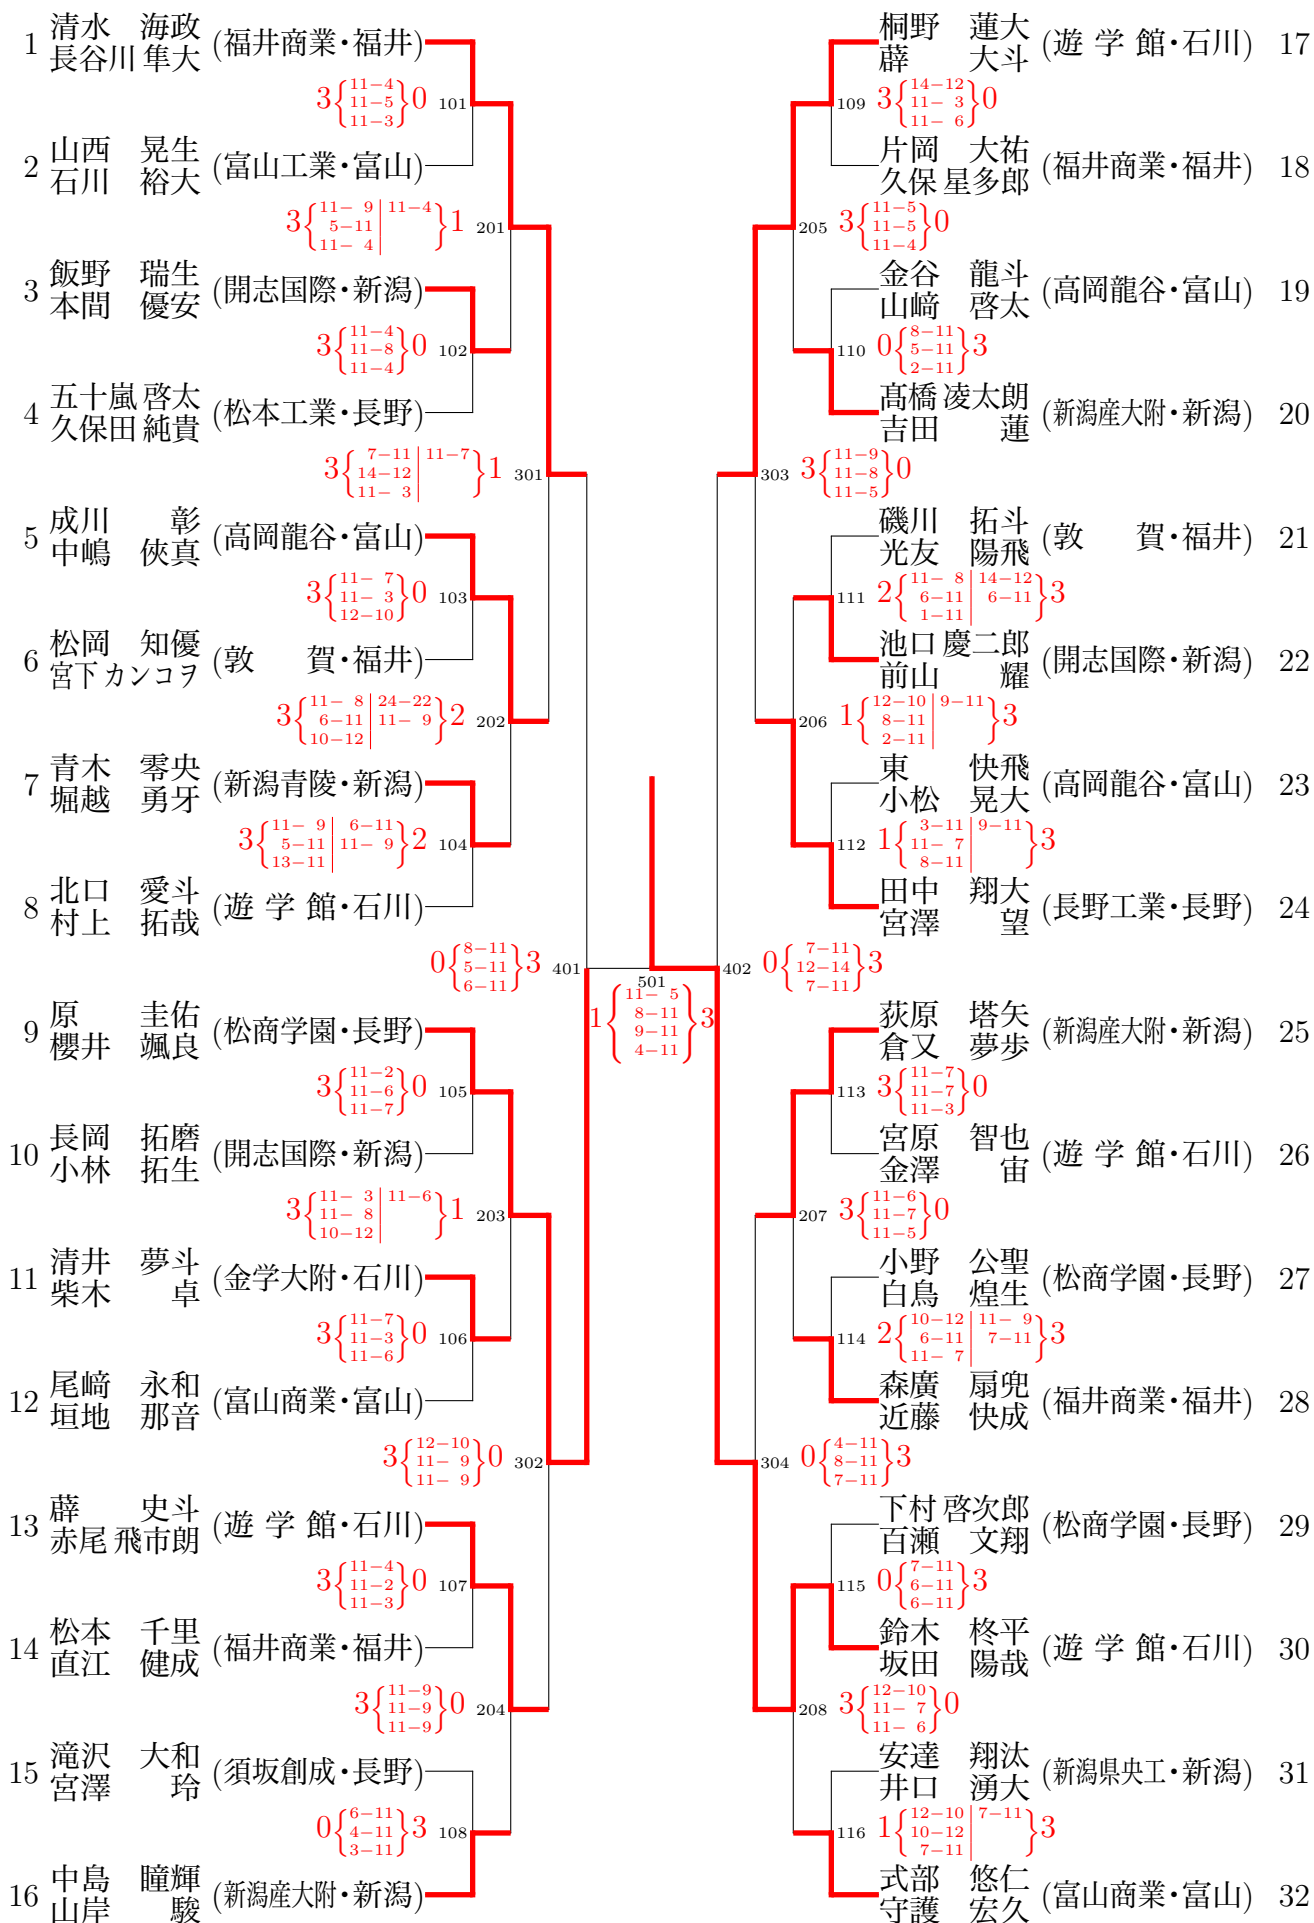 1 清水 海政 (福井商業・福井)
長谷川 隼大
3{11-4 11-5 11-3}0 101
2 山西 晃生 (富山工業・富山)
石川 裕大
3{11-9 5-11 11-4 | 11-4}1 201
3 飯野 瑞生 (開志国際・新潟)
本間 優安
3{11-4 11-8 11-4}0 102
4 五十嵐 啓太 (松本工業・長野)
久保田 純貴
3{7-11 14-12 11-3 | 11-7}1 301
5 成川 彰 (高岡龍谷・富山)
中嶋 俠真
3{11-7 11-3 12-10}0 103
6 松岡 知優 (敦賀・福井)
宮下 カンコヲ
3{11-8 6-11 10-12 | 24-22 11-9}2 202
7 青木 零央 (新潟青陵・新潟)
堀越 勇牙
3{11-9 5-11 13-11 | 6-11 11-9}2 104
8 北口 愛斗 (遊学館・石川)
村上 拓哉
0{8-11 5-11 6-11}3 401
9 原 圭佑 (松商学園・長野)
櫻井 颯良
3{11-2 11-6 11-7}0 105
10 長岡 拓磨 (開志国際・新潟)
小林 拓生
3{11-3 11-8 10-12 | 11-6}1 203
11 清井 夢斗 (金学大附・石川)
柴木 卓
3{11-7 11-3 11-6}0 106
12 尾﨑 永和 (富山商業・富山)
垣地 那音
3{12-10 11-9 11-9}0 302
13 薜 史斗 (遊学館・石川)
赤尾 飛市朗
3{11-4 11-2 11-3}0 107
14 松本 千里 (福井商業・福井)
直江 健成
3{11-9 11-9 11-9}0 204
15 滝沢 大和 (須坂創成・長野)
宮澤 玲
0{6-11 4-11 3-11}3 108
16 中島 瞳輝 (新潟産大附・新潟)
山岸 駿
501
1{11-5 8-11 9-11 4-11}3
桐野 蓮大 (遊学館・石川) 17
薜 大斗
109 3{14-12 11-3 11-6}0
片岡 大祐 (福井商業・福井) 18
久保 星多郎
205 3{11-5 11-5 11-4}0
金谷 龍斗 (高岡龍谷・富山) 19
山﨑 啓太
110 0{8-11 5-11 2-11}3
髙橋 凌太朗 (新潟産大附・新潟) 20
吉田 蓮
303 3{11-9 11-8 11-5}0
磯川 拓斗 (敦賀・福井) 21
光友 陽飛
111 2{11-8 6-11 1-11 | 14-12 6-11}3
池口 慶二郎 (開志国際・新潟) 22
前山 耀
206 1{12-10 8-11 2-11 | 9-11}3
東 快飛 (高岡龍谷・富山) 23
小松 晃大
112 1{3-11 11-7 8-11 | 9-11}3
田中 翔大 (長野工業・長野) 24
宮澤 望
402 0{7-11 12-14 7-11}3
荻原 塔矢 (新潟産大附・新潟) 25
倉又 夢歩
113 3{11-7 11-7 11-3}0
宮原 智也 (遊学館・石川) 26
金澤 宙
207 3{11-6 11-7 11-5}0
小野 公聖 (松商学園・長野) 27
白鳥 煌生
114 2{10-12 6-11 11-7 | 11-9 7-11}3
森廣 扇兜 (福井商業・福井) 28
近藤 快成
304 0{4-11 8-11 7-11}3
下村 啓次郎 (松商学園・長野) 29
百瀬 文翔
115 0{7-11 6-11 6-11}3
鈴木 柊平 (遊学館・石川) 30
坂田 陽哉
208 3{12-10 11-7 11-6}0
安達 翔汰 (新潟県央工・新潟) 31
井口 湧大
116 1{12-10 10-12 7-11 | 7-11}3
式部 悠仁 (富山商業・富山) 32
守護 宏久